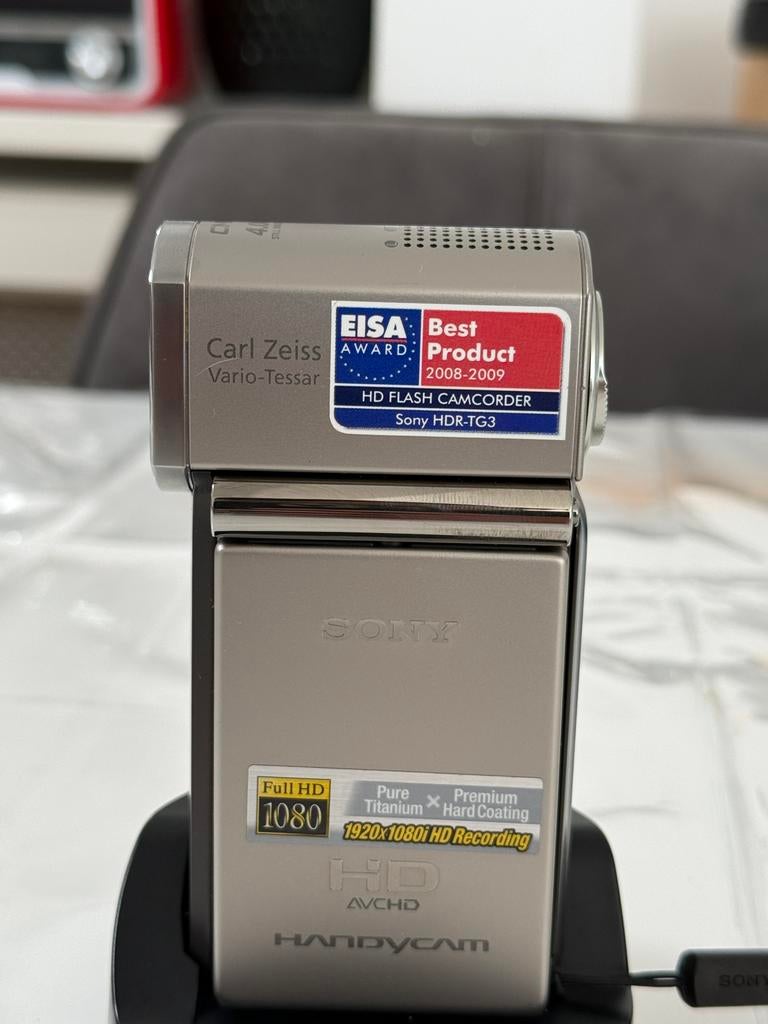 Carl Zeiss
Vario-Tessar
EISA
AWARD
Best
Product
2008-2009
HD FLASH CAMCORDER
Sony HDR-TG3
SONY
Full HD
1080
Pure
Titanium
×
Premium
Hard Coating
1920x1080i HD Recording
HD
AVCHD
HANDYCAM
SONY